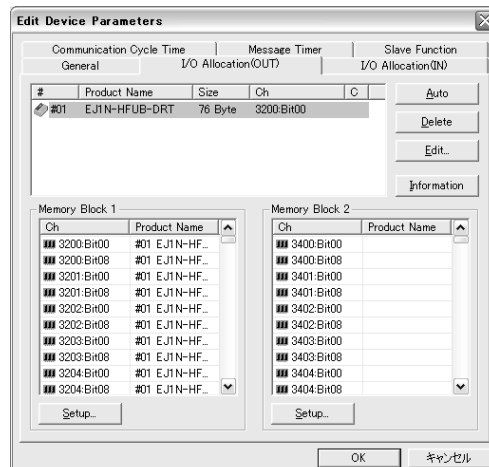 Edit Device Parameters
Communication Cycle Time Message Timer Slave Function
General I/O Allocation(OUT) I/O Allocation(IN)
# Product Name Size Ch C
#01 EJ1N-HFUB-DRT 76 Byte 3200:Bit00
Auto
Delete
Edit...
Information
Memory Block 1
Ch Product Name
3200:Bit00 #01 EJ1N-HF...
3200:Bit08 #01 EJ1N-HF...
3201:Bit00 #01 EJ1N-HF...
3201:Bit08 #01 EJ1N-HF...
3202:Bit00 #01 EJ1N-HF...
3202:Bit08 #01 EJ1N-HF...
3203:Bit00 #01 EJ1N-HF...
3203:Bit08 #01 EJ1N-HF...
3204:Bit00 #01 EJ1N-HF...
3204:Bit08 #01 EJ1N-HF...
Setup...
Memory Block 2
Ch Product Name
3400:Bit00
3400:Bit08
3401:Bit00
3401:Bit08
3402:Bit00
3402:Bit08
3403:Bit00
3403:Bit08
3404:Bit00
3404:Bit08
Setup...
OK キャンセル